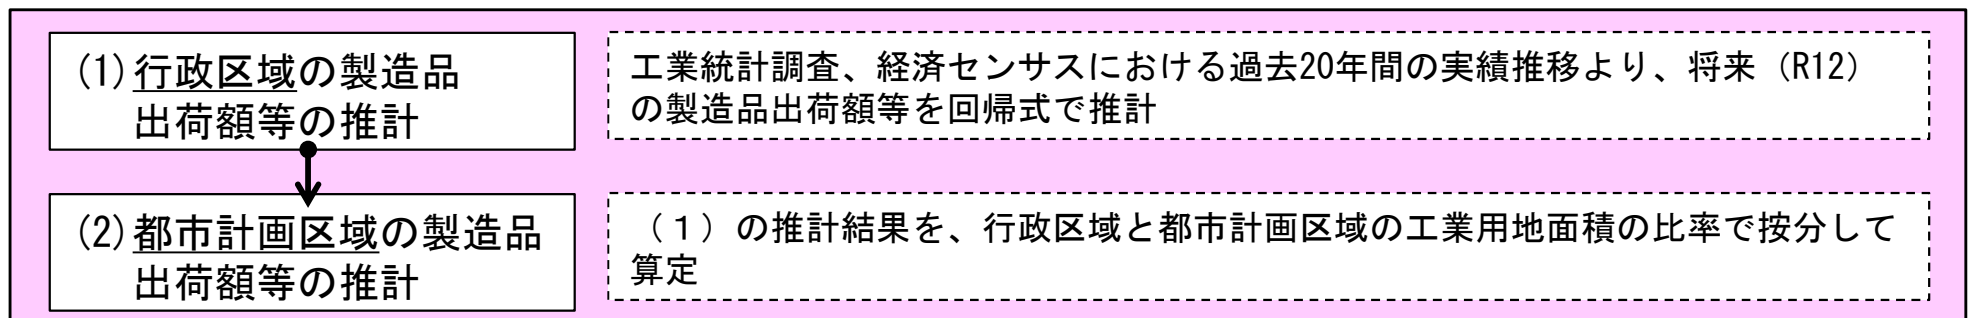 (1)行政区域の製造品
出荷額等の推計
工業統計調査、経済センサスにおける過去20年間の実績推移より、将来（R12）
の製造品出荷額等を回帰式で推計
(2)都市計画区域の製造品
出荷額等の推計
（１）の推計結果を、行政区域と都市計画区域の工業用地面積の比率で按分して
算定